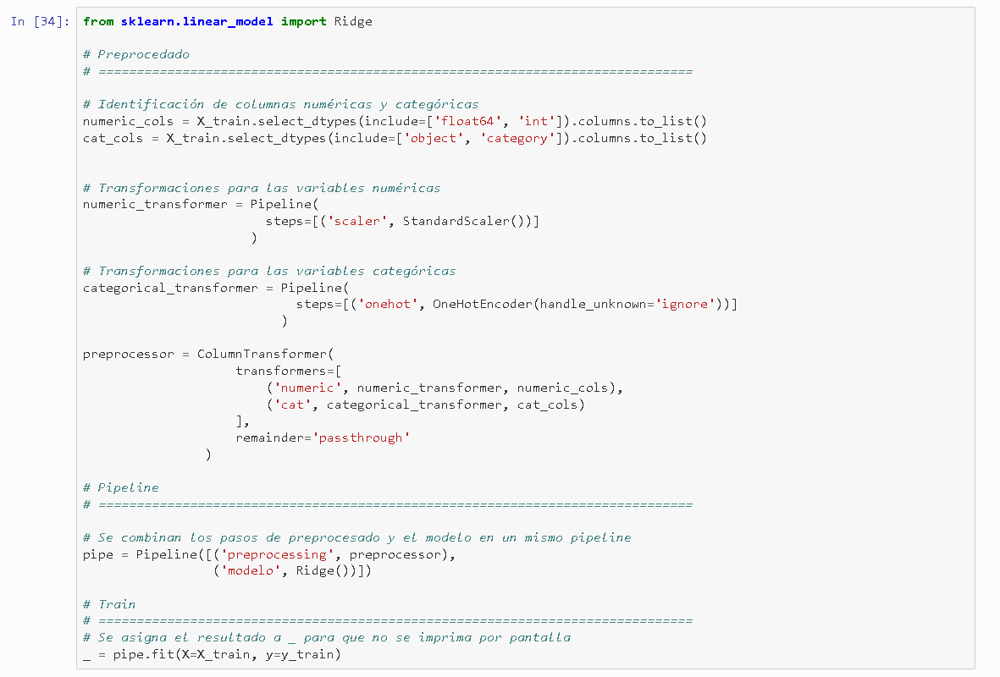 In [34]: from sklearn.linear_model import Ridge
# Preprocedado
# ==============================================================================
# Identificación de columnas numéricas y categóricas
numeric_cols = X_train.select_dtypes(include=['float64', 'int']).columns.to_list()
cat_cols = X_train.select_dtypes(include=['object', 'category']).columns.to_list()
# Transformaciones para las variables numéricas
numeric_transformer = Pipeline(
steps=[('scaler', StandardScaler())]
)
# Transformaciones para las variables categóricas
categorical_transformer = Pipeline(
steps=[('onehot', OneHotEncoder(handle_unknown='ignore'))]
)
preprocessor = ColumnTransformer(
transformers=[
('numeric', numeric_transformer, numeric_cols),
('cat', categorical_transformer, cat_cols)
],
remainder='passthrough'
)
# Pipeline
# ==============================================================================
# Se combinan los pasos de preprocesado y el modelo en un mismo pipeline
pipe = Pipeline([('preprocessing', preprocessor),
('modelo', Ridge())])
# Train
# ==============================================================================
# Se asigna el resultado a _ para que no se imprima por pantalla
_ = pipe.fit(X=X_train, y=y_train)